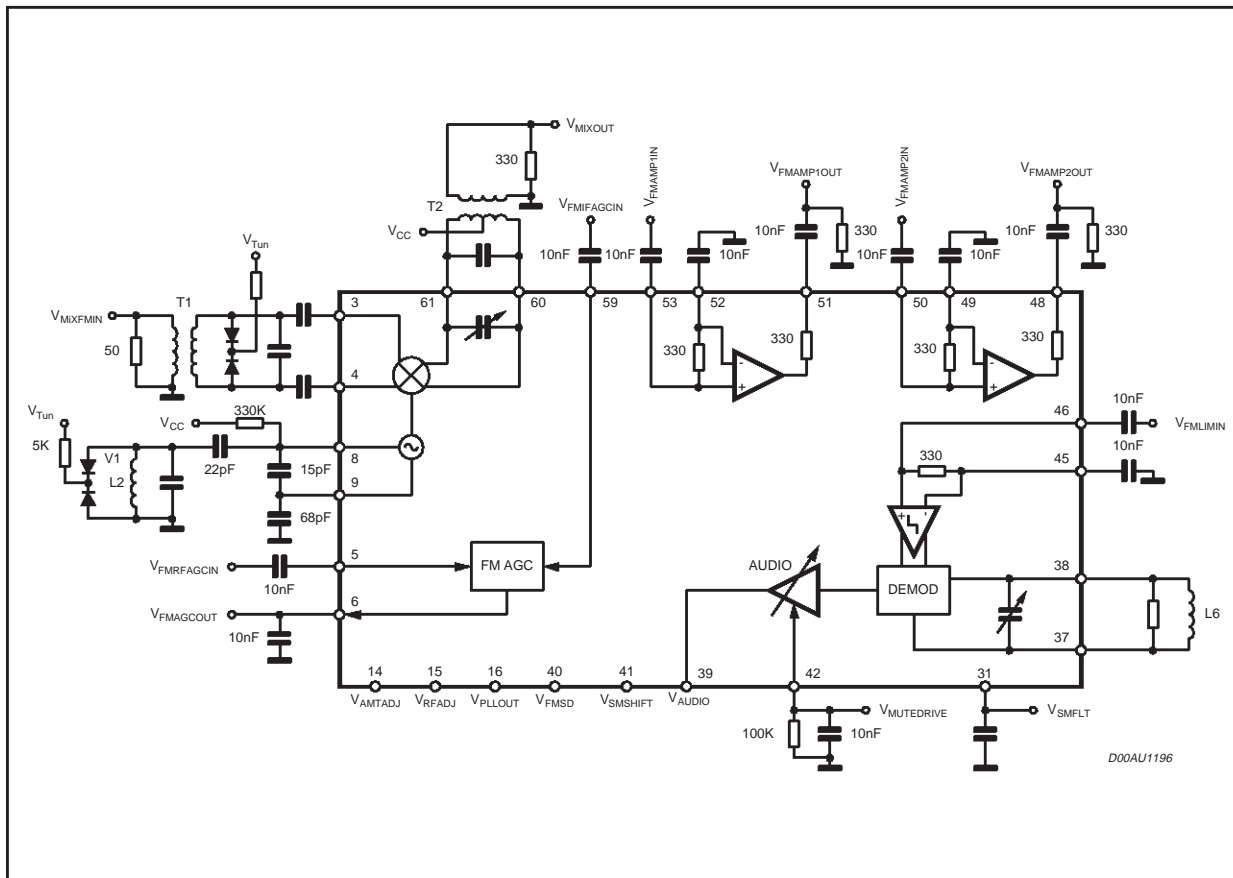 VMIXOUT
330
T2
VCC
VFMIFAGCIN
VFMAMP1IN
VFMAMP1OUT
VFMAMP2IN
VFMAMP2OUT
10nF
10nF
10nF
10nF
330
10nF
10nF
10nF
330
VTun
T1
VMiXFMIN
50
3
61
60
59
53
52
51
50
49
48
4
330
330
-
+
330
330
-
+
VTun
5K
V1
L2
VCC
330K
22pF
15pF
68pF
8
9
46
10nF
VFMLIMIN
10nF
45
330
+
-
VFMRFAGCIN
10nF
5
FM AGC
VFMAGCOUT
10nF
6
AUDIO
DEMOD
38
37
L6
14
15
16
40
41
39
42
31
VAMTADJ
VRFADJ
VPLLOUT
VFMSD
VSMSHIFT
VAUDIO
VMUTEDRIVE
VSMFLT
100K
10nF
D00AU1196